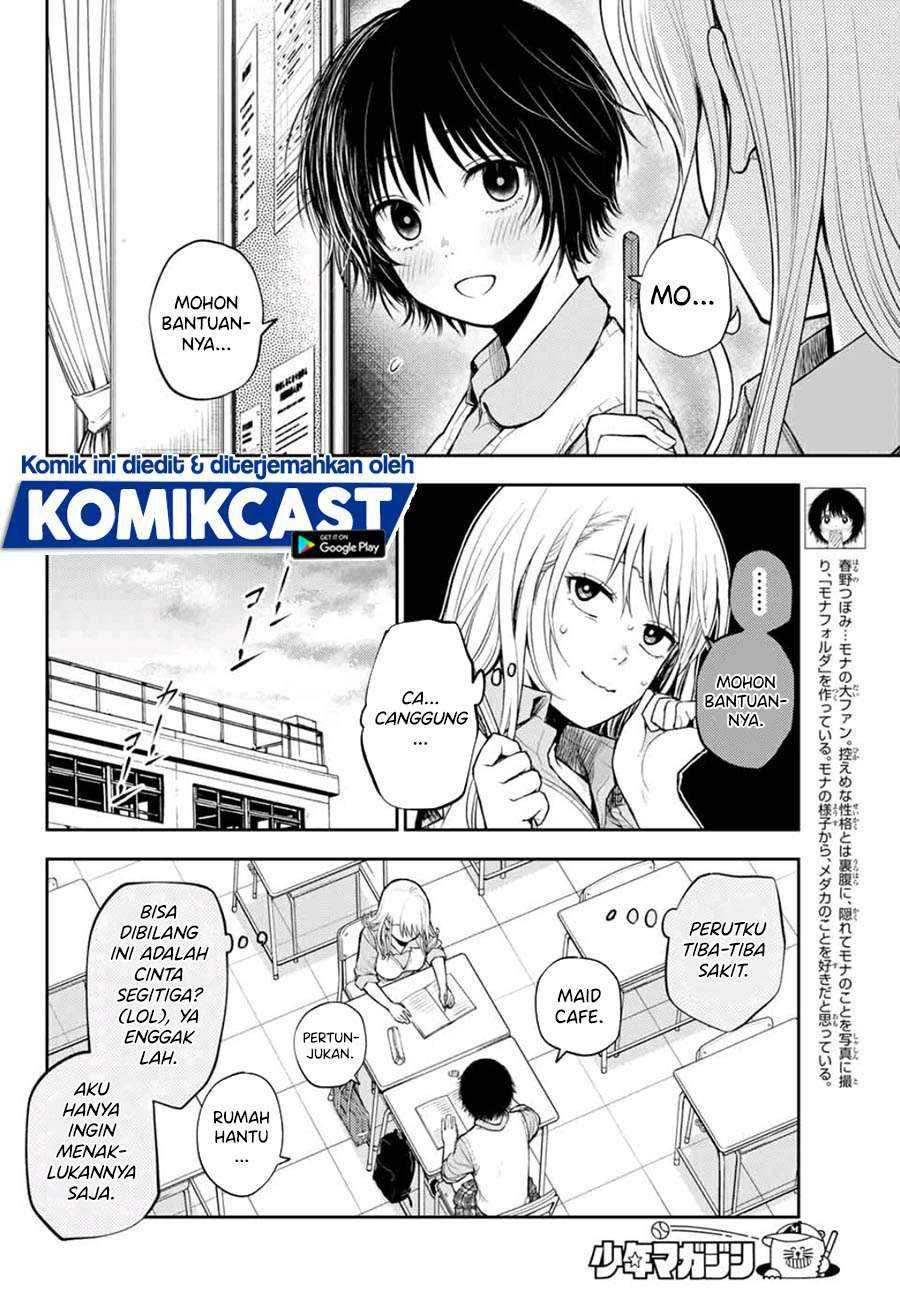 MO...
MOHON
BANTUAN-
NYA...
Komik ini diedit & diterjemahkan oleh
KOMIKCAST
GET IT ON
Google Play
......
MOHON
BANTUAN-
NYA.
CA...
CANGGUNG
...
春野つぼみ…モナの大ファン。控えめな性格とは裏腹に、隠れてモナのことを写真に撮
り、「モナフォルダ」を作っている。モナの様子から、メダカのことを好きだと思っている。
PERUTKU
TIBA-TIBA
SAKIT.
MAID
CAFE.
PERTUN-
JUKAN.
RUMAH
HANTU
...
BISA
DIBILANG
INI ADALAH
CINTA
SEGITIGA?
(LOL), YA
ENGGAK
LAH.
AKU
HANYA
INGIN
MENAK-
LUKANNYA
SAJA.
少年マガジン